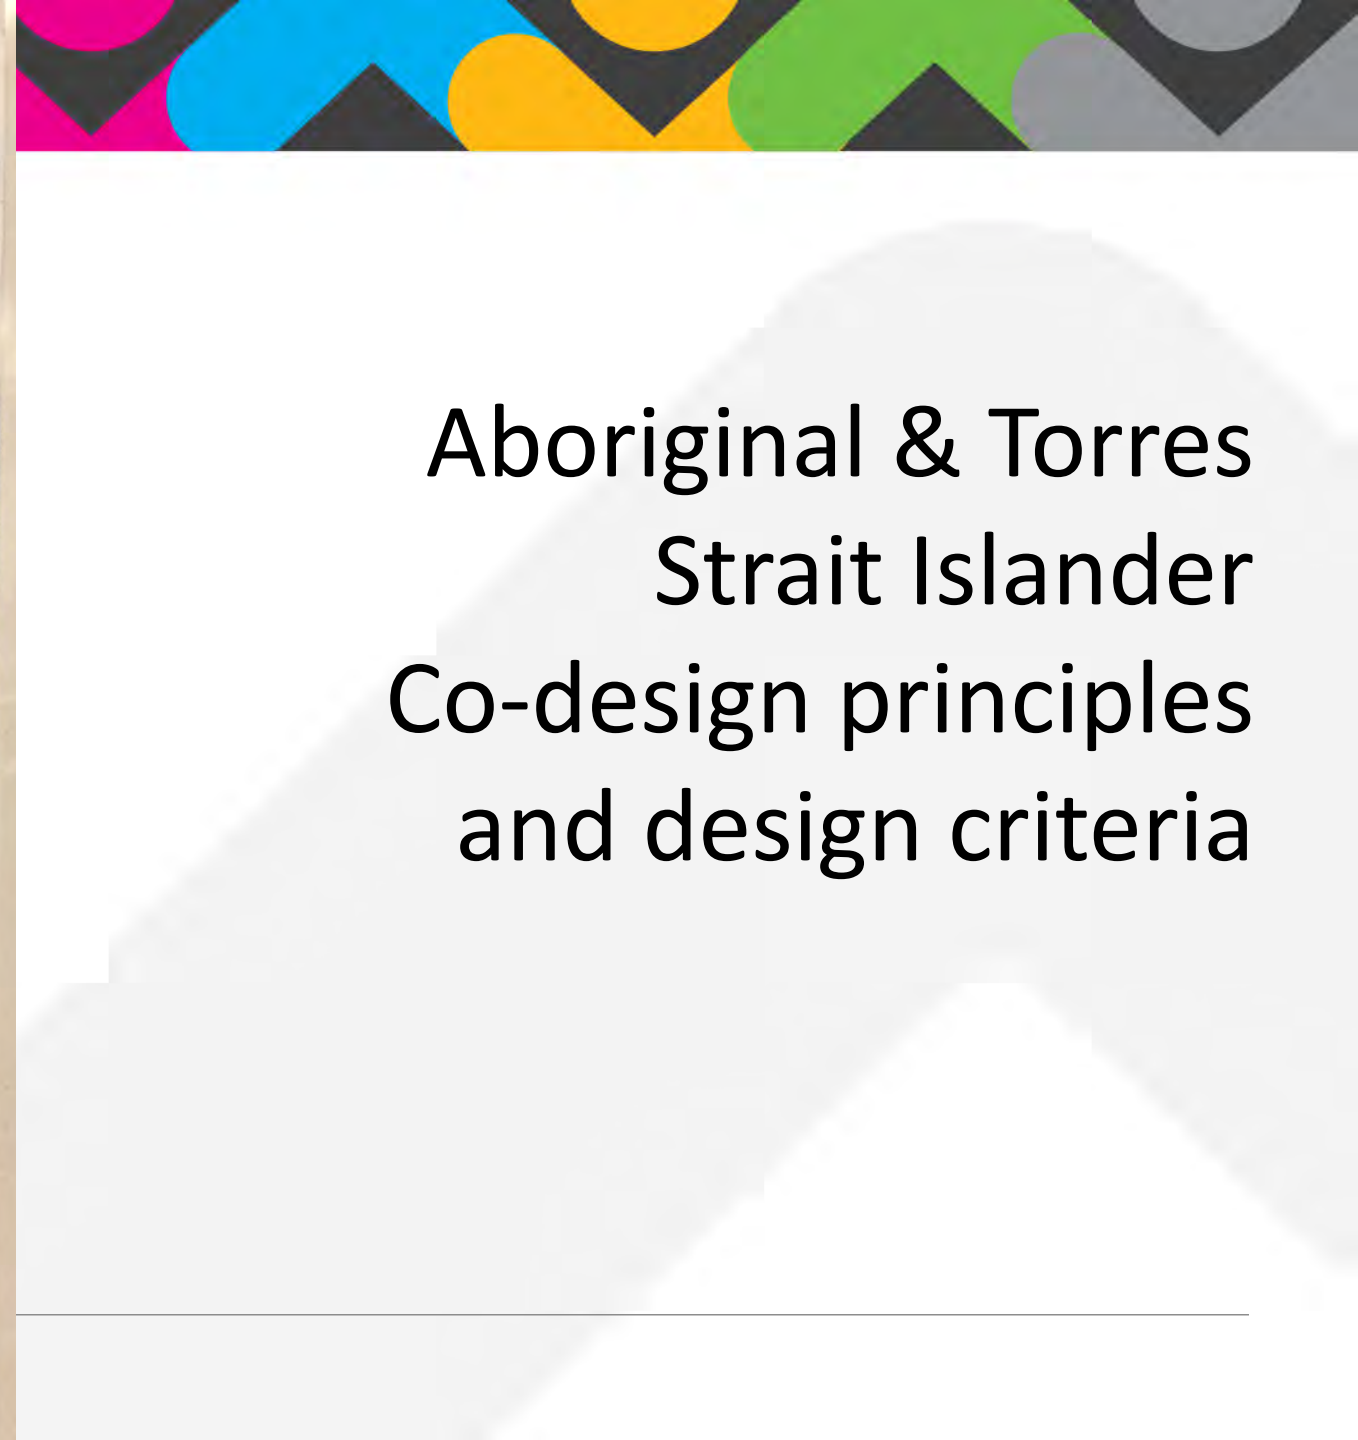 Aboriginal & Torres
Strait Islander
Co-design principles
and design criteria